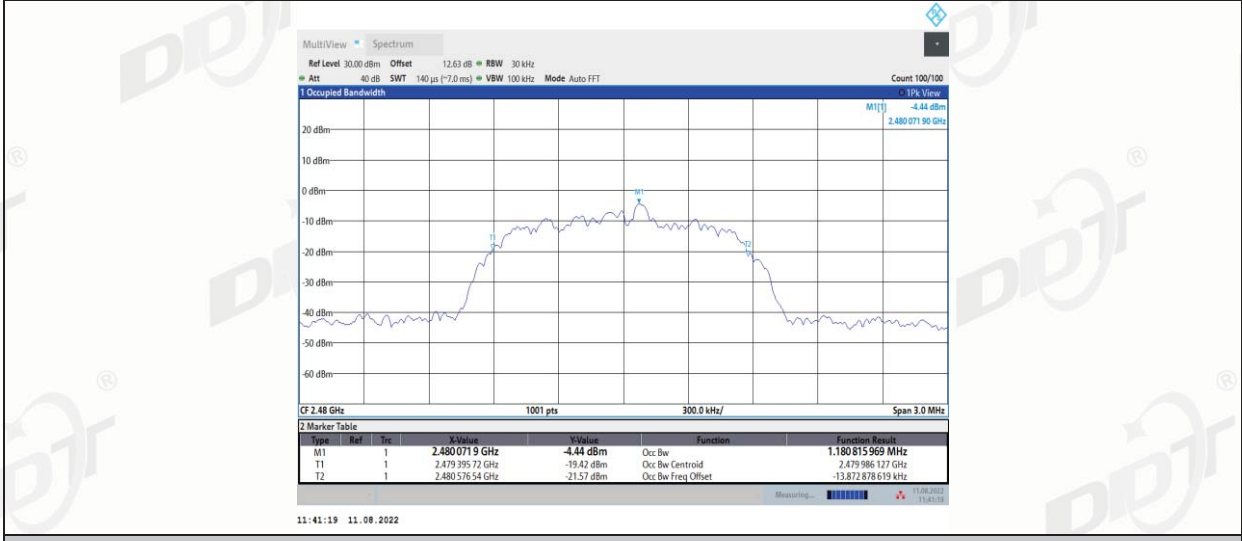 MultiView Spectrum
Ref Level 30.00 dBm Offset 12.63 dB RBW 30 kHz
Att 40 dB SWT 140 µs (~7.0 ms) VBW 100 kHz Mode Auto FFT Count 100/100
1 Occupied Bandwidth 1Pk View
M1[1] -4.44 dBm
2.480 071 90 GHz
20 dBm
10 dBm
0 dBm
M1
-10 dBm
T1
T2
-20 dBm
-30 dBm
-40 dBm
-50 dBm
-60 dBm
CF 2.48 GHz 1001 pts 300.0 kHz/ Span 3.0 MHz
2 Marker Table
Type Ref Trc X-Value Y-Value Function Function Result
M1 1 2.480 071 9 GHz -4.44 dBm Occ Bw 1.180 815 969 MHz
T1 1 2.479 395 72 GHz -19.42 dBm Occ Bw Centroid 2.479 986 127 GHz
T2 1 2.480 576 54 GHz -21.57 dBm Occ Bw Freq Offset -13.872 878 619 kHz
Measuring... 11.08.2022
11:41:19
11:41:19 11.08.2022
DDT
DDT
DDT
DDT
DDT
DDT